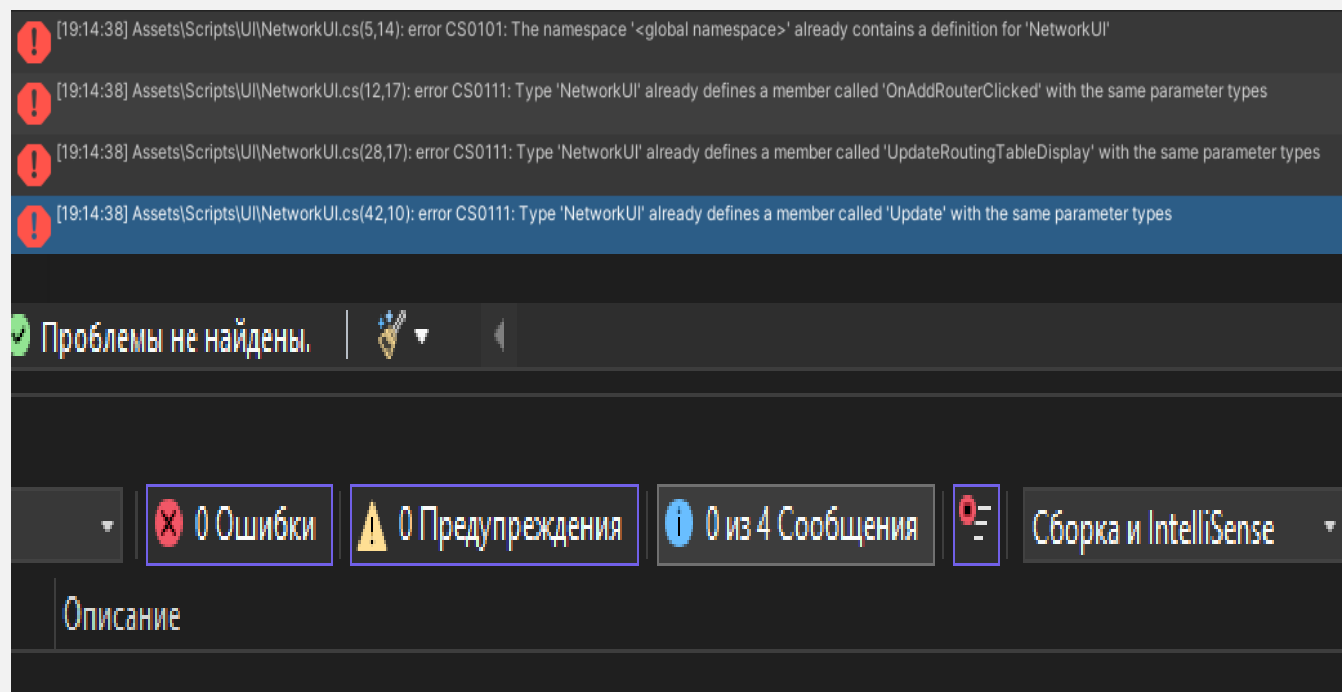 [19:14:38] Assets\Scripts\UI\NetworkUI.cs(5,14): error CS0101: The namespace '<global namespace>' already contains a definition for 'NetworkUI'
[19:14:38] Assets\Scripts\UI\NetworkUI.cs(12,17): error CS0111: Type 'NetworkUI' already defines a member called 'OnAddRouterClicked' with the same parameter types
[19:14:38] Assets\Scripts\UI\NetworkUI.cs(28,17): error CS0111: Type 'NetworkUI' already defines a member called 'UpdateRoutingTableDisplay' with the same parameter types
[19:14:38] Assets\Scripts\UI\NetworkUI.cs(42,10): error CS0111: Type 'NetworkUI' already defines a member called 'Update' with the same parameter types
Проблемы не найдены.
0 Ошибки 0 Предупреждения 0 из 4 Сообщения Сборка и IntelliSense
Описание